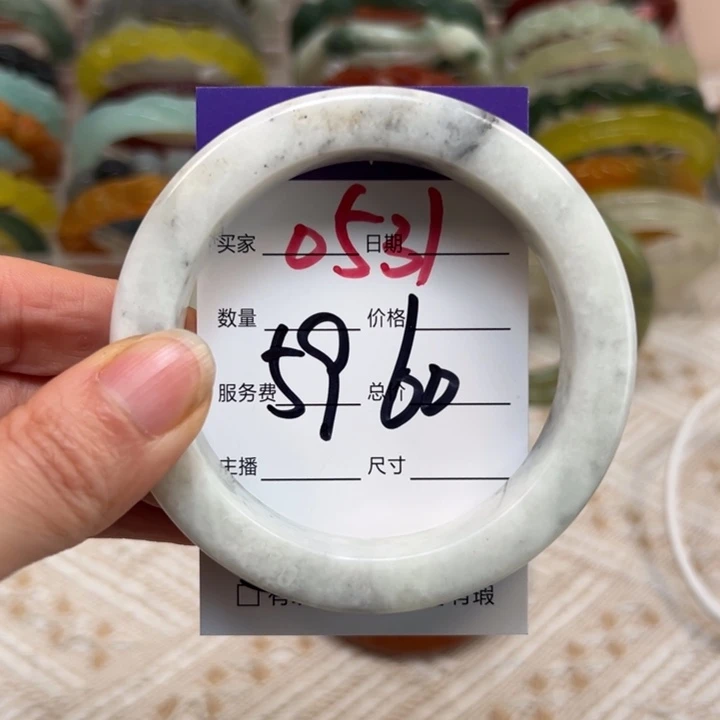 0531
买家 日期
数量 价格
59 60
服务费 总价
主播 尺寸